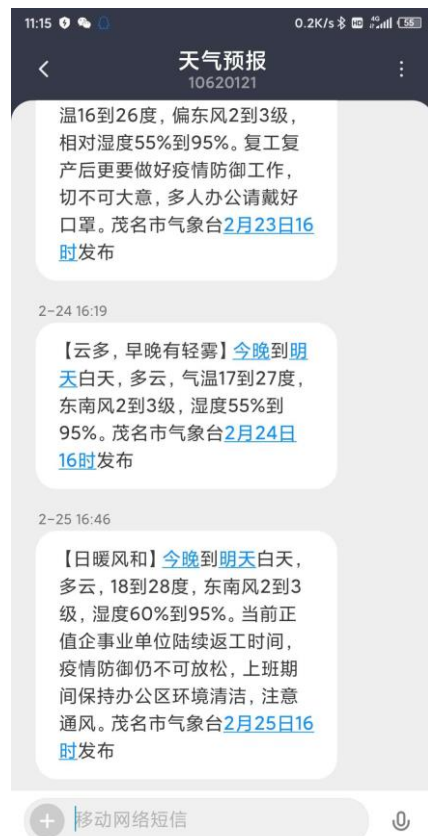 11:15 0.2K/s HD 4G 55
天气预报
10620121
温16到26度，偏东风2到3级，
相对湿度55%到95%。复工复
产后更要做好疫情防御工作，
切不可大意，多人办公请戴好
口罩。茂名市气象台2月23日16
时发布
2-24 16:19
【云多，早晚有轻雾】今晚到明
天白天，多云，气温17到27度，
东南风2到3级，湿度55%到
95%。茂名市气象台2月24日
16时发布
2-25 16:46
【日暖风和】今晚到明天白天，
多云，18到28度，东南风2到3
级，湿度60%到95%。当前正
值企事业单位陆续返工时间，
疫情防御仍不可放松，上班期
间保持办公区环境清洁，注意
通风。茂名市气象台2月25日16
时发布
移动网络短信